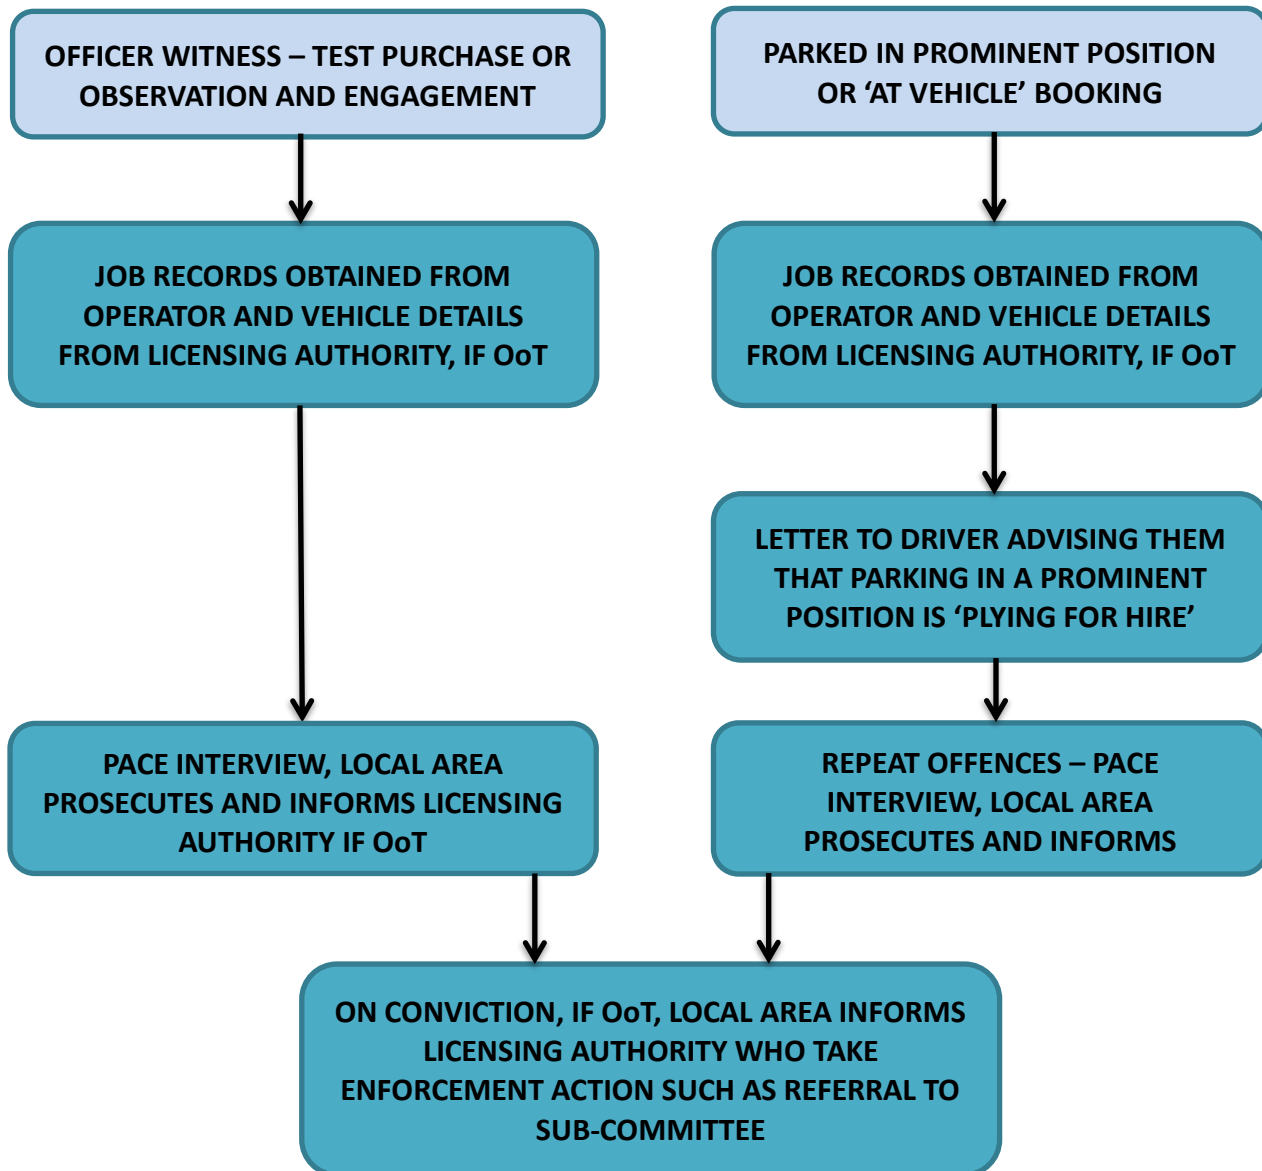 OFFICER WITNESS – TEST PURCHASE OR
OBSERVATION AND ENGAGEMENT
PARKED IN PROMINENT POSITION
OR ‘AT VEHICLE’ BOOKING
JOB RECORDS OBTAINED FROM
OPERATOR AND VEHICLE DETAILS
FROM LICENSING AUTHORITY, IF OoT
JOB RECORDS OBTAINED FROM
OPERATOR AND VEHICLE DETAILS
FROM LICENSING AUTHORITY, IF OoT
LETTER TO DRIVER ADVISING THEM
THAT PARKING IN A PROMINENT
POSITION IS ‘PLYING FOR HIRE’
PACE INTERVIEW, LOCAL AREA
PROSECUTES AND INFORMS LICENSING
AUTHORITY IF OoT
REPEAT OFFENCES – PACE
INTERVIEW, LOCAL AREA
PROSECUTES AND INFORMS
ON CONVICTION, IF OoT, LOCAL AREA INFORMS
LICENSING AUTHORITY WHO TAKE
ENFORCEMENT ACTION SUCH AS REFERRAL TO
SUB-COMMITTEE